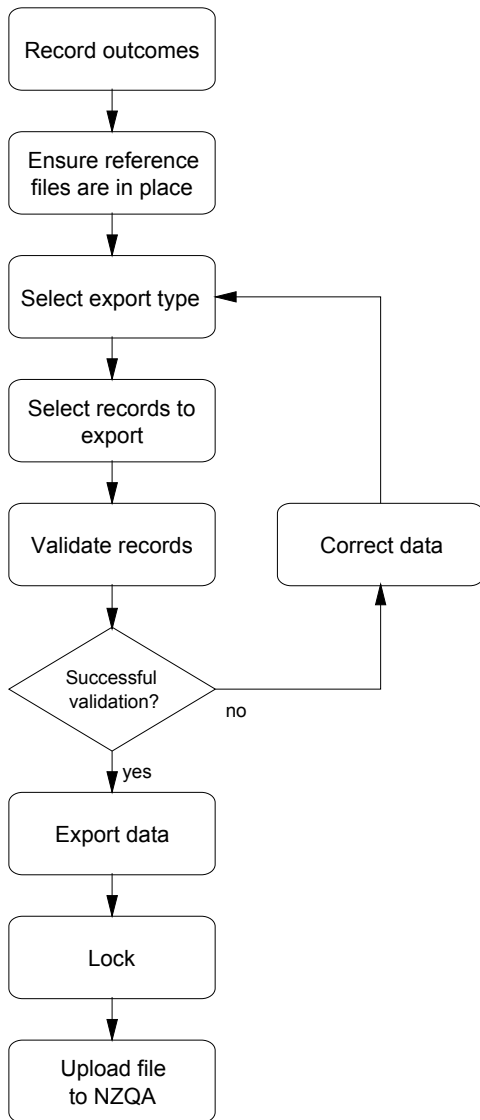 Record outcomes
Ensure reference
files are in place
Select export type
Select records to
export
Validate records
Correct data
Successful
validation?
no
yes
Export data
Lock
Upload file
to NZQA